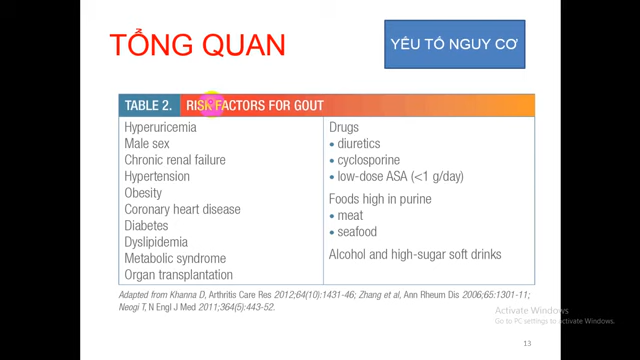 TỔNG QUAN
YẾU TỐ NGUY CƠ
TABLE 2. RISK FACTORS FOR GOUT
Hyperuricemia
Male sex
Chronic renal failure
Hypertension
Obesity
Coronary heart disease
Diabetes
Dyslipidemia
Metabolic syndrome
Organ transplantation
Drugs
• diuretics
• cyclosporine
• low-dose ASA (<1 g/day)
Foods high in purine
• meat
• seafood
Alcohol and high-sugar soft drinks
Adapted from Khanna D, Arthritis Care Res 2012;64(10):1431-46; Zhang et al, Ann Rheum Dis 2006;65:1301-11;
Neogi T, N Engl J Med 2011;364(5):443-52.
Activate Windows
Go to PC settings to activate Windows.
13